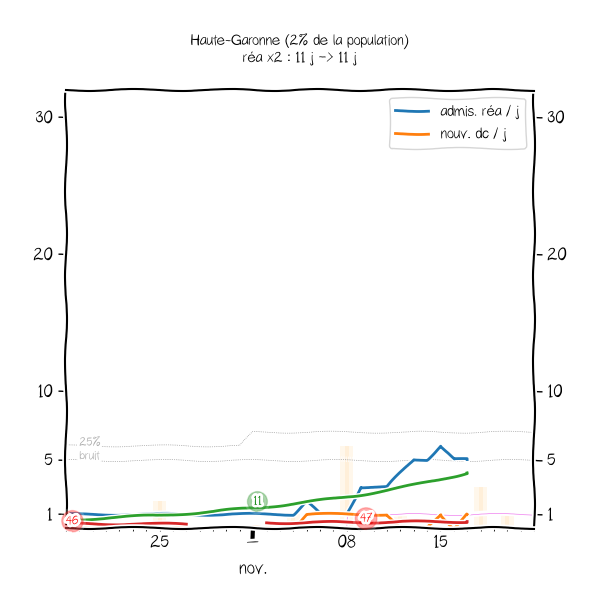 Haute-Garonne (2% de la population)
réa x2 : 11 j -> 11 j
admis. réa / j
nouv. dc / j
30
30
20
20
10
10
25%
bruit
5
5
11
46
47
1
1
25
08
15
nov.